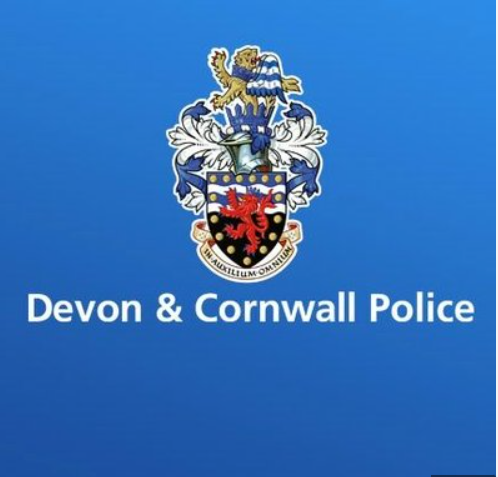 IN·AUXILIUM·OMNIUM
Devon & Cornwall Police